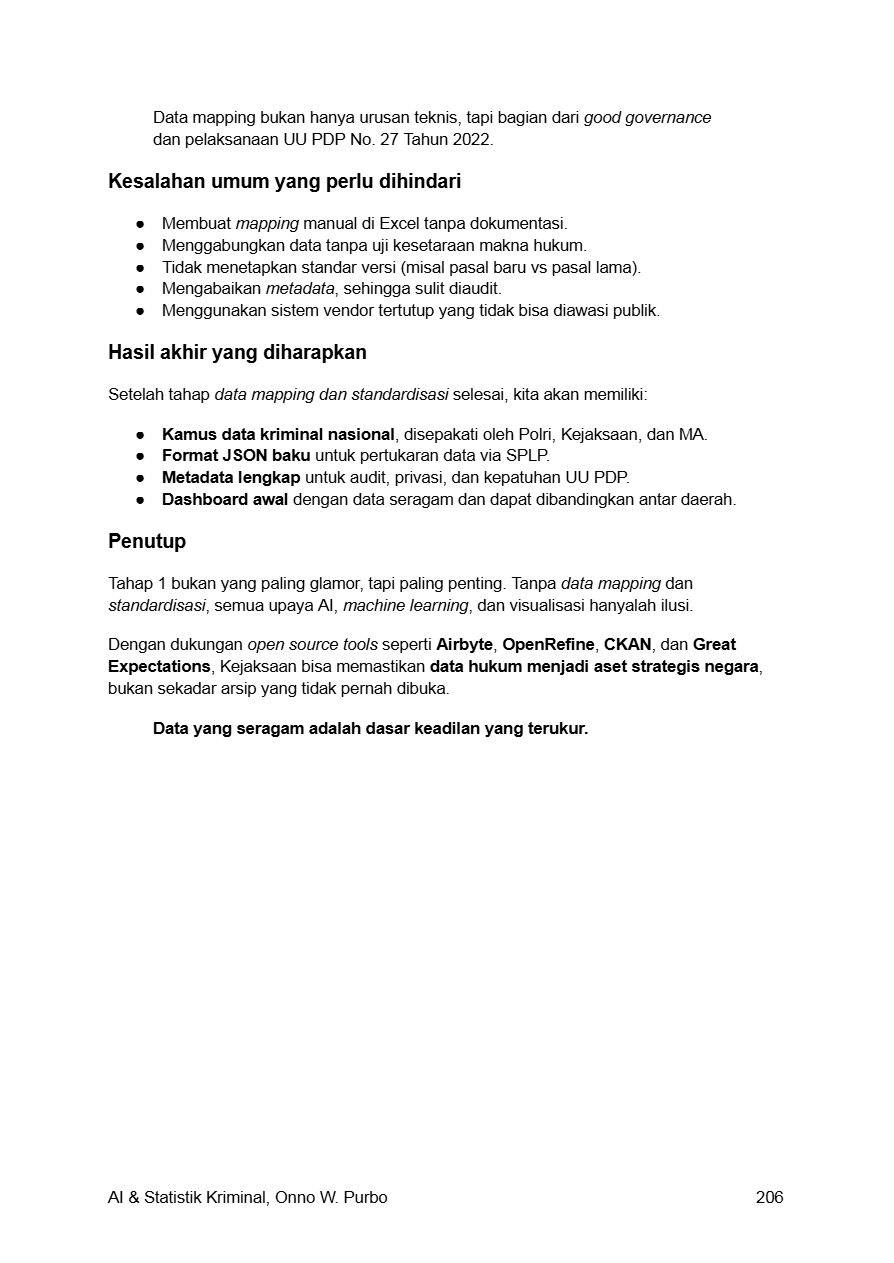 Data mapping bukan hanya urusan teknis, tapi bagian dari good governance
dan pelaksanaan UU PDP No. 27 Tahun 2022.
Kesalahan umum yang perlu dihindari
● Membuat mapping manual di Excel tanpa dokumentasi.
● Menggabungkan data tanpa uji kesetaraan makna hukum.
● Tidak menetapkan standar versi (misal pasal baru vs pasal lama).
● Mengabaikan metadata, sehingga sulit diaudit.
● Menggunakan sistem vendor tertutup yang tidak bisa diawasi publik.
Hasil akhir yang diharapkan
Setelah tahap data mapping dan standardisasi selesai, kita akan memiliki:
● Kamus data kriminal nasional, disepakati oleh Polri, Kejaksaan, dan MA.
● Format JSON baku untuk pertukaran data via SPLP.
● Metadata lengkap untuk audit, privasi, dan kepatuhan UU PDP.
● Dashboard awal dengan data seragam dan dapat dibandingkan antar daerah.
Penutup
Tahap 1 bukan yang paling glamor, tapi paling penting. Tanpa data mapping dan
standardisasi, semua upaya AI, machine learning, dan visualisasi hanyalah ilusi.
Dengan dukungan open source tools seperti Airbyte, OpenRefine, CKAN, dan Great
Expectations, Kejaksaan bisa memastikan data hukum menjadi aset strategis negara,
bukan sekadar arsip yang tidak pernah dibuka.
Data yang seragam adalah dasar keadilan yang terukur.
AI & Statistik Kriminal, Onno W. Purbo 206